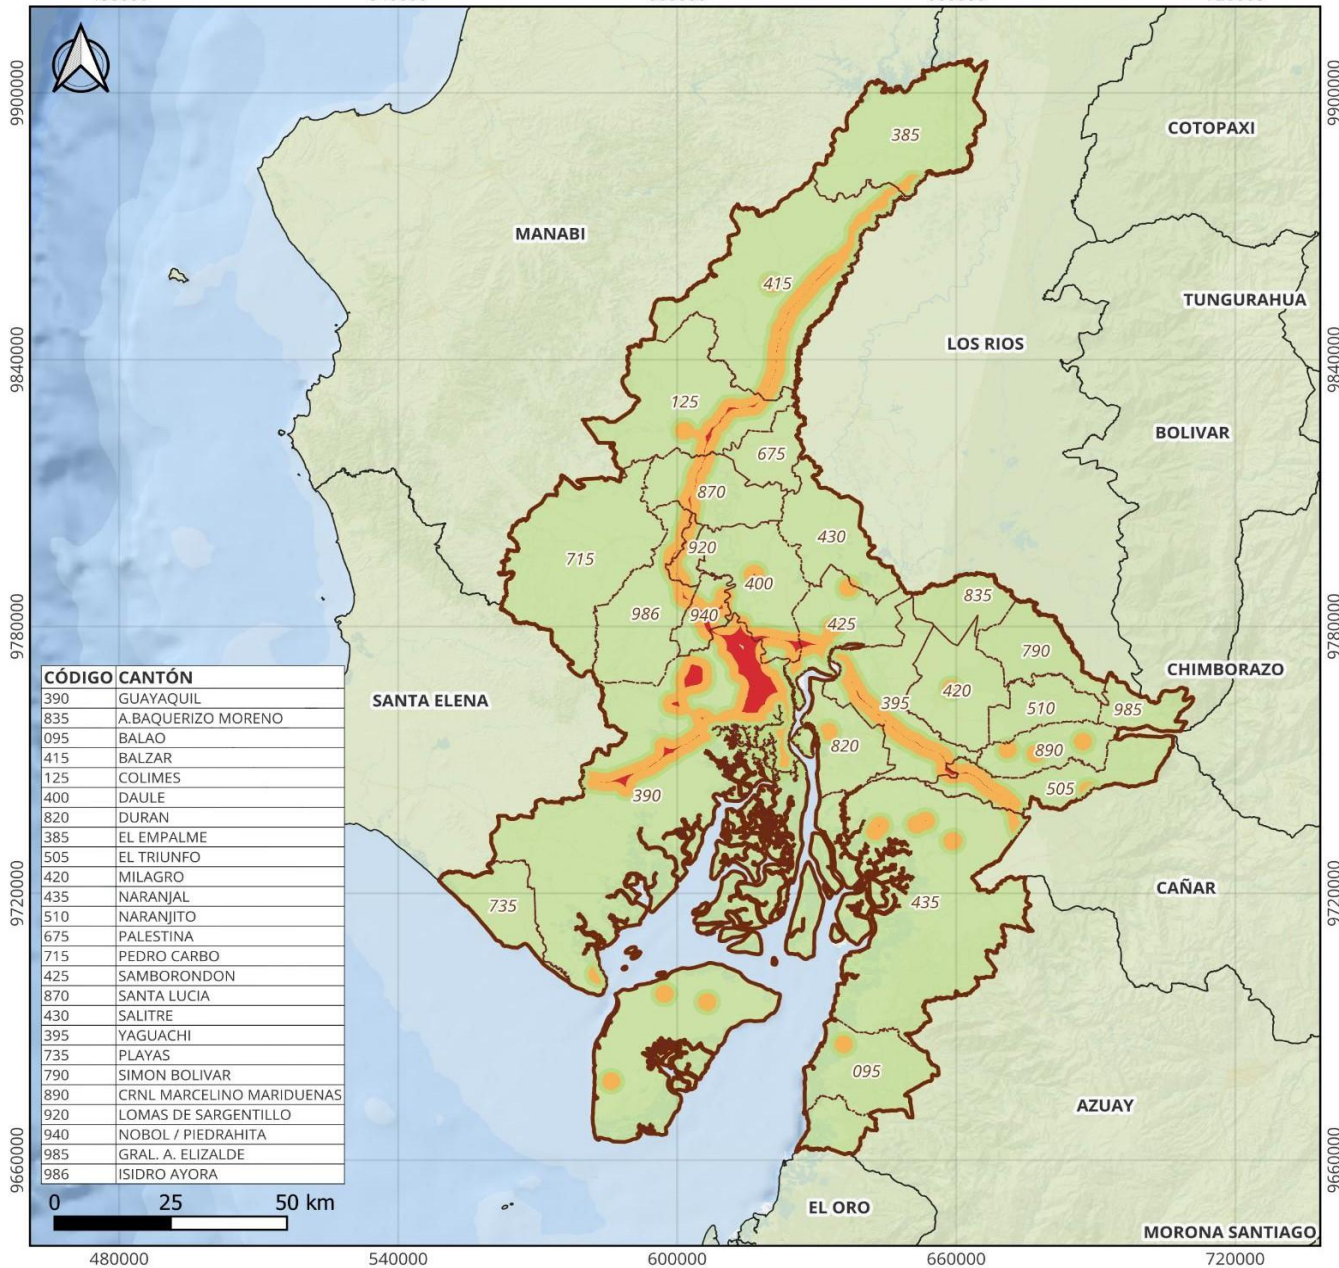 9900000
9900000
385
COTOPAXI
MANABI
415
TUNGURAHUA
LOS RIOS
9840000
9840000
125
BOLIVAR
675
870
430
920
715
400
835
986
940
425
9780000
9780000
790
CHIMBORAZO
SANTA ELENA
420
395
510
985
820
890
505
390
CÓDIGO CANTÓN
390 GUAYAQUIL
835 A.BAQUERIZO MORENO
095 BALAO
415 BALZAR
125 COLIMES
400 DAULE
820 DURAN
385 EL EMPALME
505 EL TRIUNFO
420 MILAGRO
435 NARANJAL
510 NARANJITO
675 PALESTINA
715 PEDRO CARBO
425 SAMBORONDON
870 SANTA LUCIA
430 SALITRE
395 YAGUACHI
735 PLAYAS
790 SIMON BOLIVAR
890 CRNL MARCELINO MARIDUENAS
920 LOMAS DE SARGENTILLO
940 NOBOL / PIEDRAHITA
985 GRAL. A. ELIZALDE
986 ISIDRO AYORA
CAÑAR
9720000
9720000
735
435
095
AZUAY
9660000
9660000
0 25 50 km
EL ORO
MORONA SANTIAGO
480000 540000 600000 660000 720000